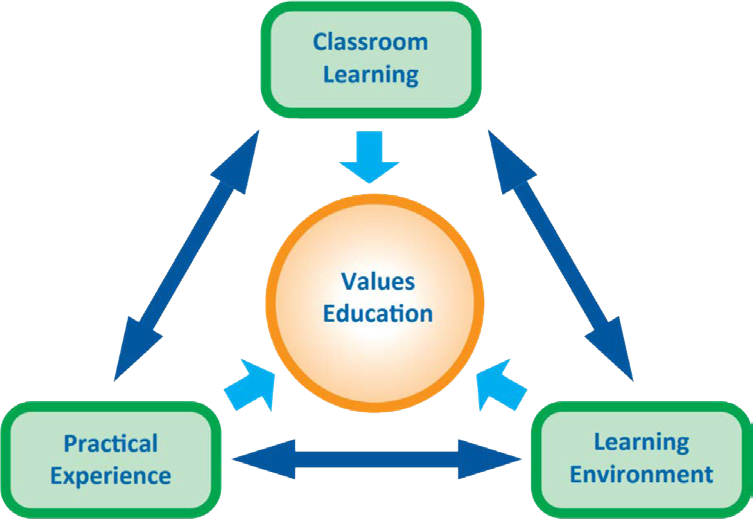 Classroom
Learning
Values
Education
Practical
Experience
Learning
Environment